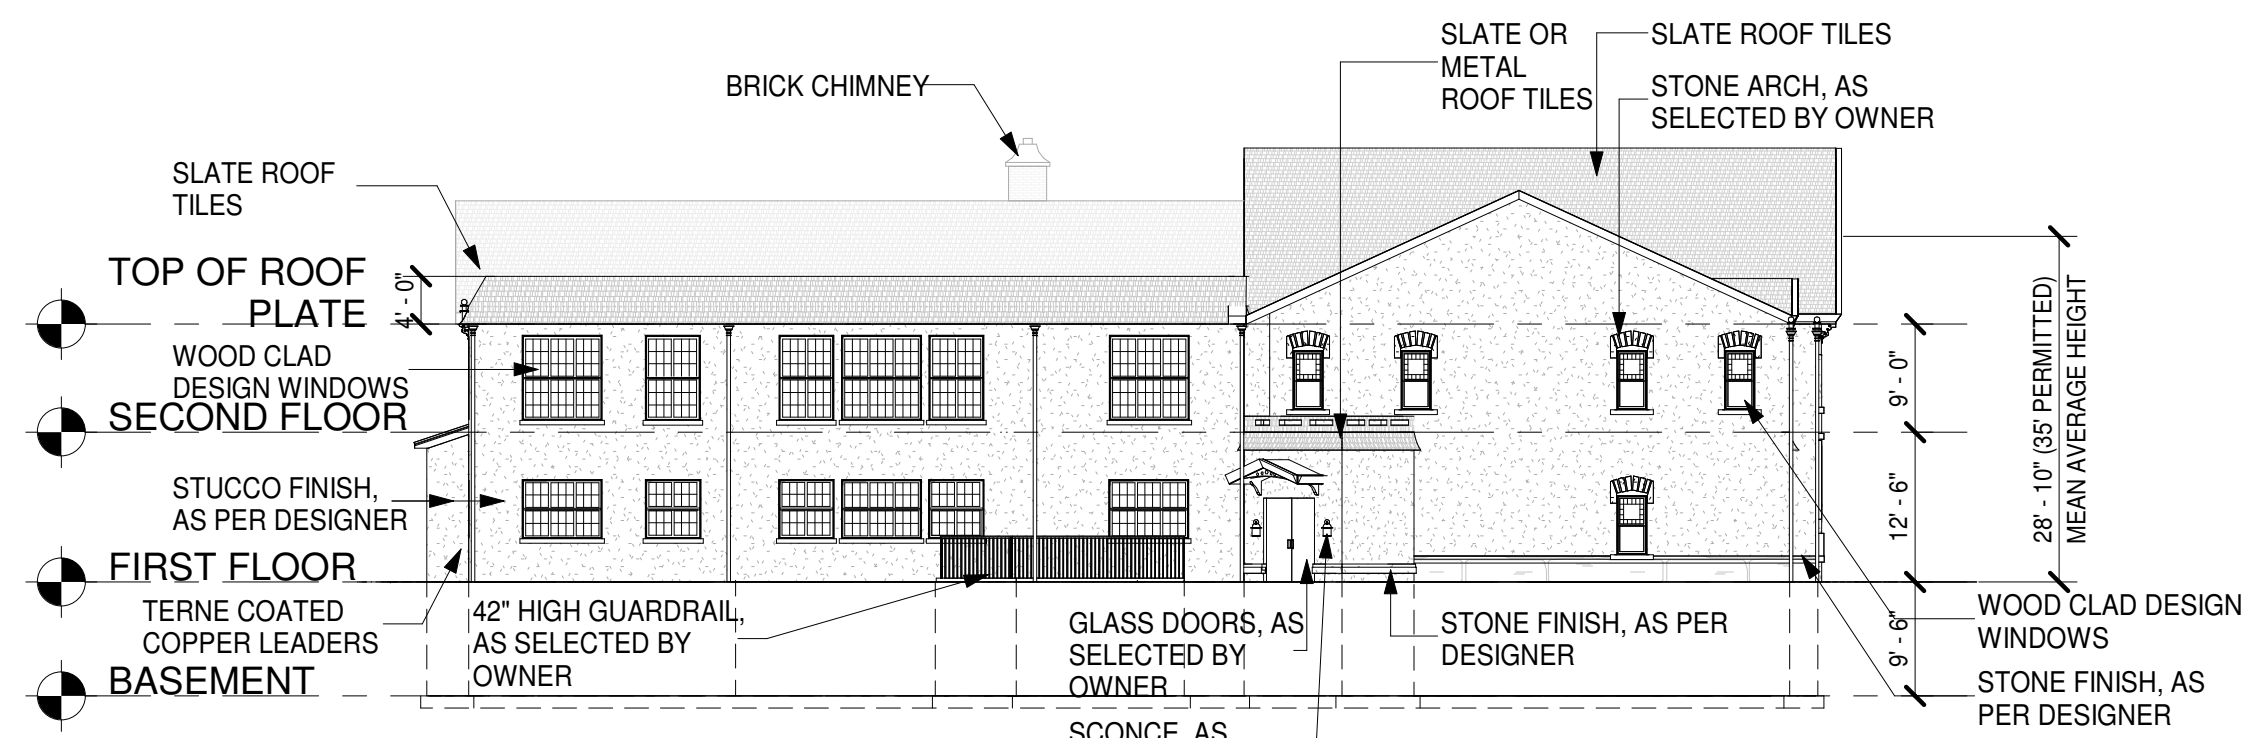 SLATE OR
METAL
ROOF TILES
SLATE ROOF TILES
STONE ARCH, AS
SELECTED BY OWNER
BRICK CHIMNEY
SLATE ROOF
TILES
TOP OF ROOF
PLATE
4' - 0"
WOOD CLAD
DESIGN WINDOWS
SECOND FLOOR
STUCCO FINISH,
AS PER DESIGNER
FIRST FLOOR
TERNE COATED
COPPER LEADERS
BASEMENT
42" HIGH GUARDRAIL,
AS SELECTED BY
OWNER
GLASS DOORS, AS
SELECTED BY
OWNER
SCONCE, AS
STONE FINISH, AS PER
DESIGNER
9' - 0"
12' - 6"
9' - 6"
28' - 10" (35' PERMITTED)
MEAN AVERAGE HEIGHT
WOOD CLAD DESIGN
WINDOWS
STONE FINISH, AS
PER DESIGNER